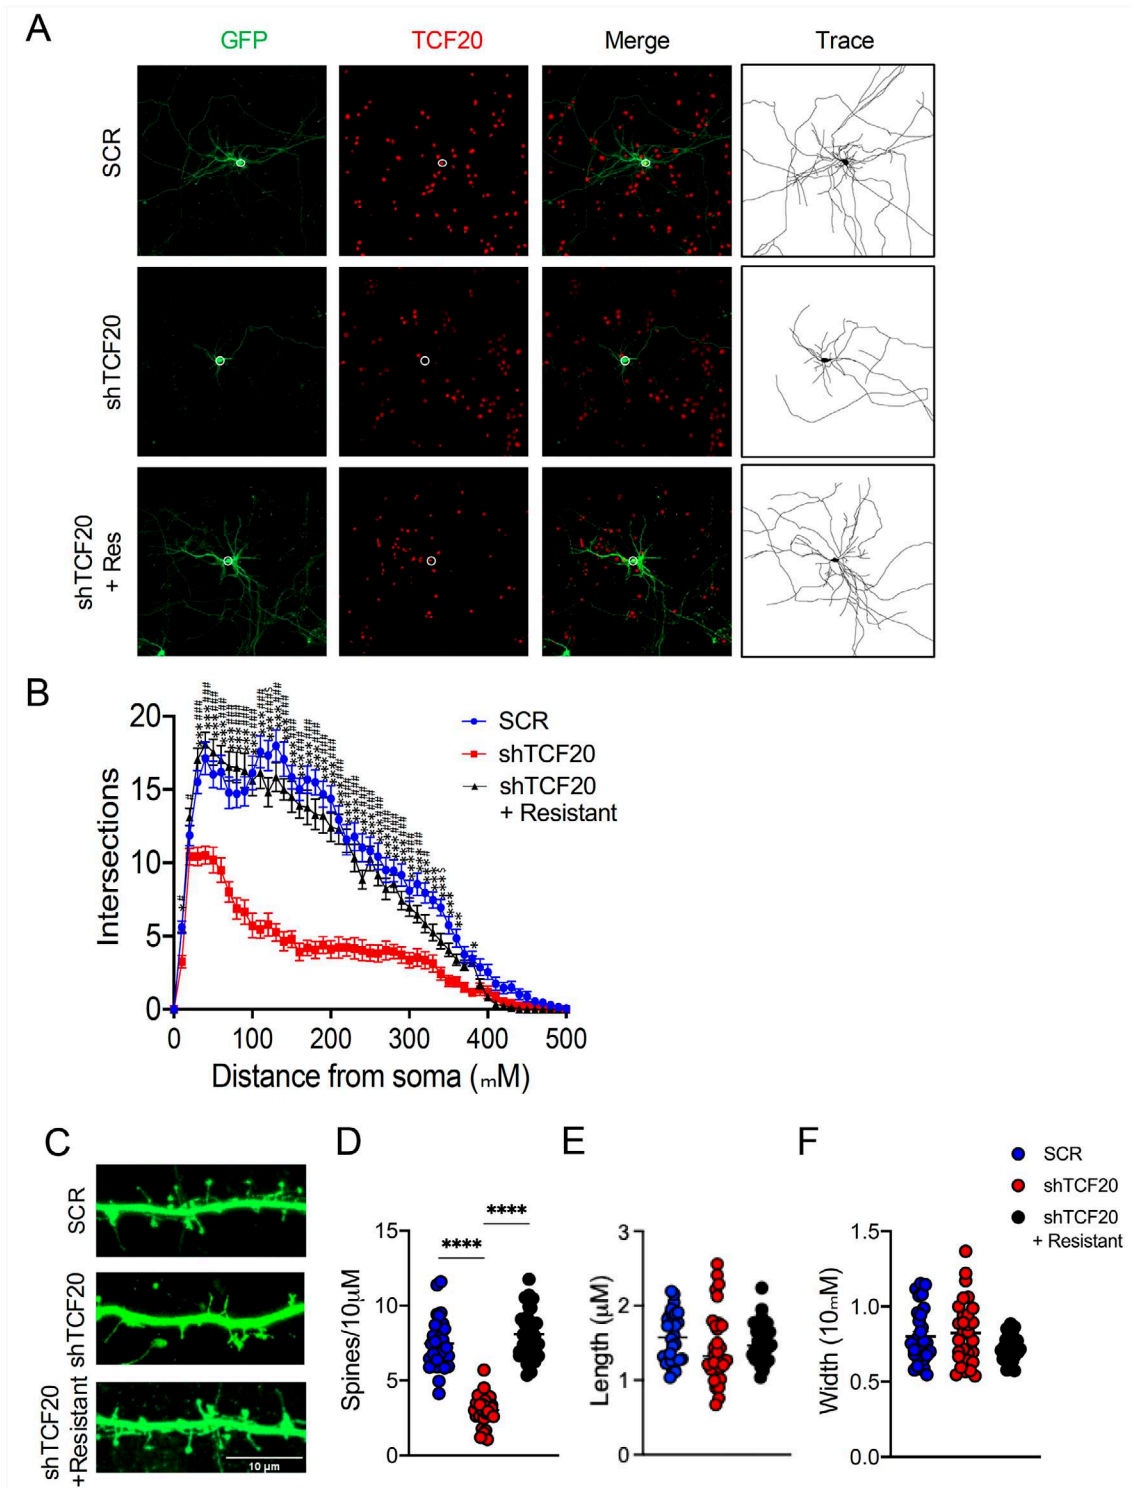 A
GFP
TCF20
Merge
Trace
SCR
shTCF20
shTCF20
+ Res
B
20
15
10
5
0
Intersections
0
100
200
300
400
500
Distance from soma (mM)
SCR
shTCF20
shTCF20
+ Resistant
C
SCR
shTCF20
shTCF20
+Resistant
10 μm
D
****
****
15
10
5
0
Spines/10μM
E
3
2
1
0
Length (μM)
F
SCR
shTCF20
shTCF20
+ Resistant
1.5
1.0
0.5
0.0
Width (10mM)